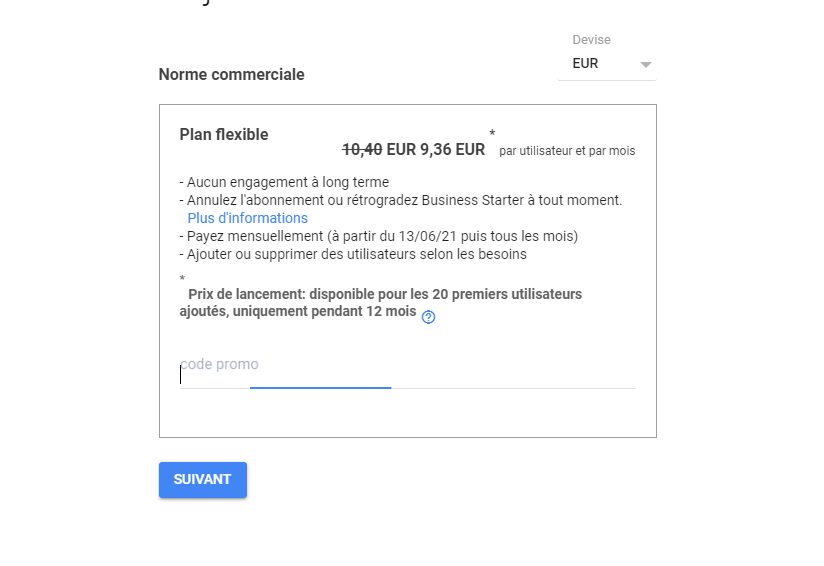 Devise
EUR
Norme commerciale
Plan flexible
10,40 EUR 9,36 EUR * par utilisateur et par mois
- Aucun engagement à long terme
- Annulez l'abonnement ou rétrogradez Business Starter à tout moment.
Plus d'informations
- Payez mensuellement (à partir du 13/06/21 puis tous les mois)
- Ajouter ou supprimer des utilisateurs selon les besoins
*
Prix de lancement: disponible pour les 20 premiers utilisateurs
ajoutés, uniquement pendant 12 mois ?
code promo
SUIVANT